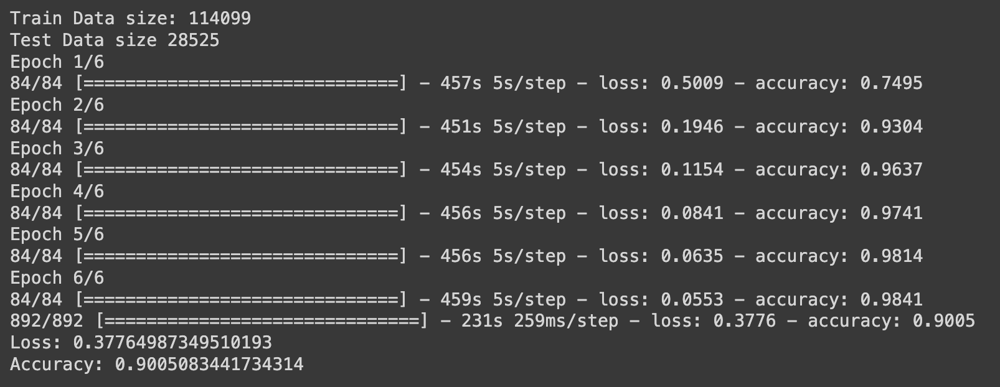 Train Data size: 114099
Test Data size 28525
Epoch 1/6
84/84 [==============================] - 457s 5s/step - loss: 0.5009 - accuracy: 0.7495
Epoch 2/6
84/84 [==============================] - 451s 5s/step - loss: 0.1946 - accuracy: 0.9304
Epoch 3/6
84/84 [==============================] - 454s 5s/step - loss: 0.1154 - accuracy: 0.9637
Epoch 4/6
84/84 [==============================] - 456s 5s/step - loss: 0.0841 - accuracy: 0.9741
Epoch 5/6
84/84 [==============================] - 456s 5s/step - loss: 0.0635 - accuracy: 0.9814
Epoch 6/6
84/84 [==============================] - 459s 5s/step - loss: 0.0553 - accuracy: 0.9841
892/892 [==============================] - 231s 259ms/step - loss: 0.3776 - accuracy: 0.9005
Loss: 0.37764987349510193
Accuracy: 0.9005083441734314